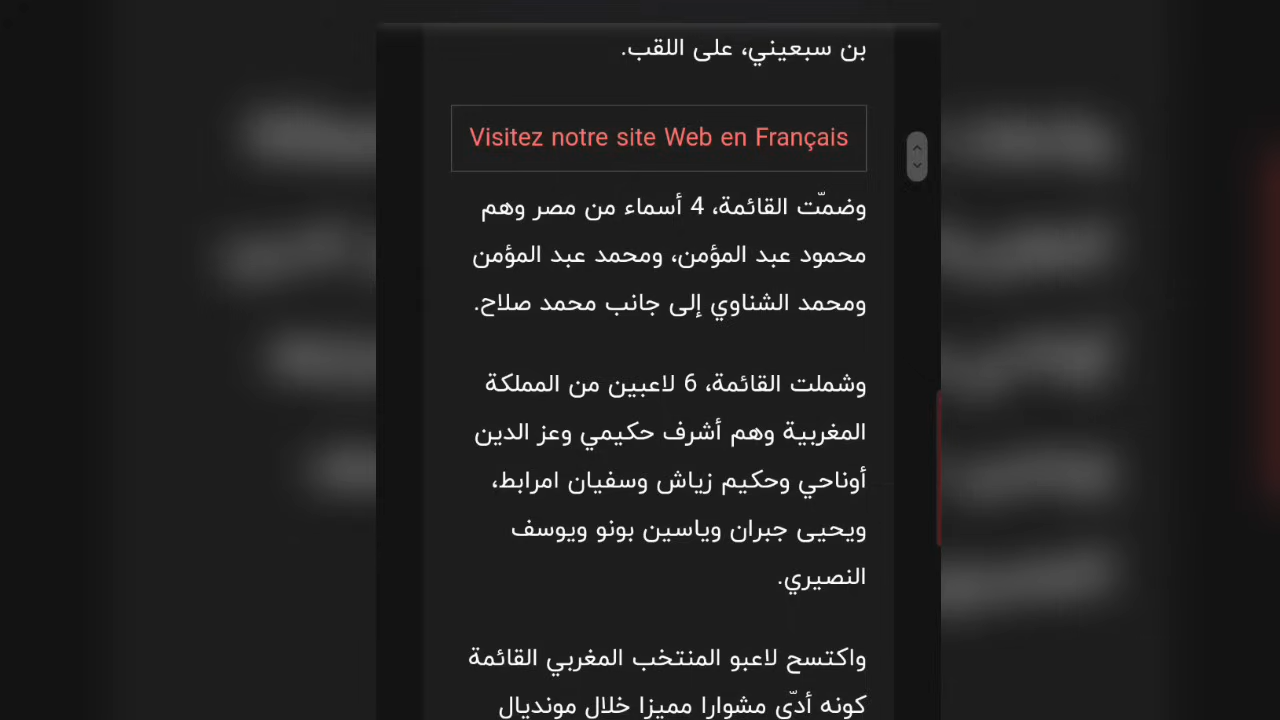 بن سبعيني، على اللقب.
Visitez notre site Web en Français
وضمّت القائمة، 4 أسماء من مصر وهم
محمود عبد المؤمن، ومحمد عبد المؤمن
ومحمد الشناوي إلى جانب محمد صلاح.
وشملت القائمة، 6 لاعبين من المملكة
المغربية وهم أشرف حكيمي وعز الدين
أوناحي وحكيم زياش وسفيان امرابط،
ويحيى جبران وياسين بونو ويوسف
النصيري.
واكتسح لاعبو المنتخب المغربي القائمة
كونه أدّى مشوارا مميزا خلال مونديال